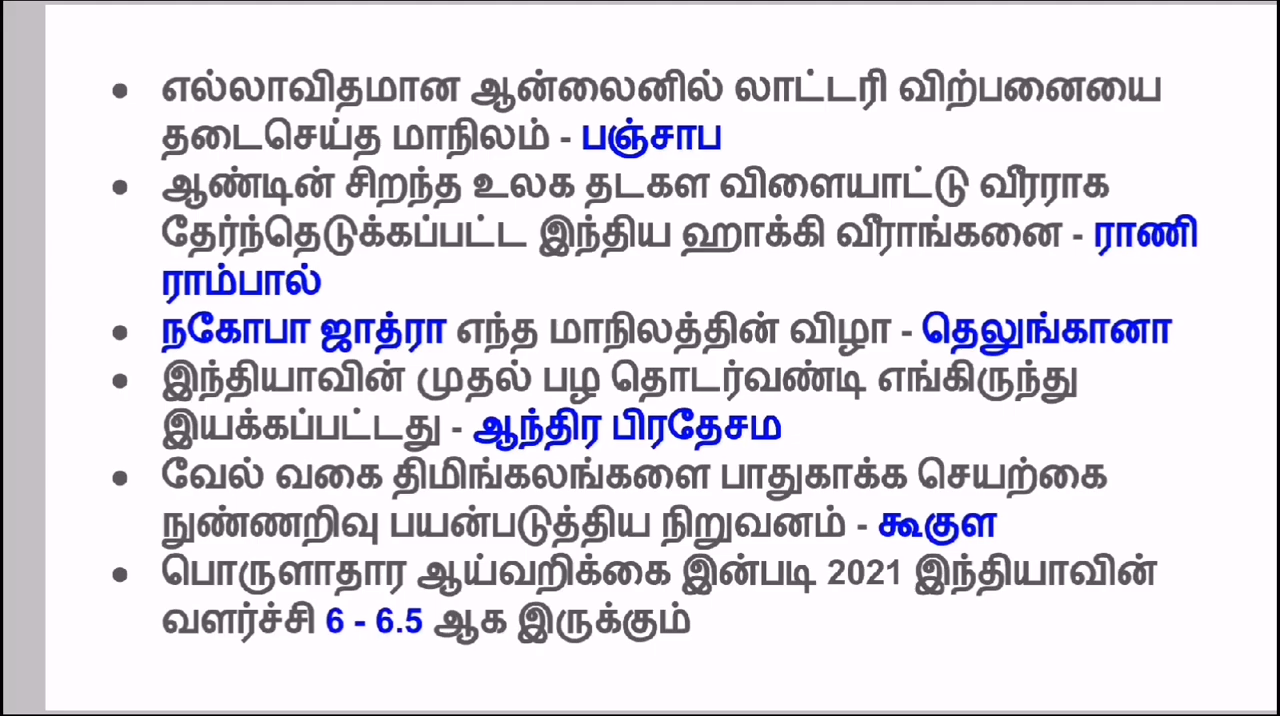 எல்லாவிதமான ஆன்லைனில் லாட்டரி விற்பனையை
தடைசெய்த மாநிலம் - பஞ்சாப
ஆண்டின் சிறந்த உலக தடகள விளையாட்டு வீரராக
தேர்ந்தெடுக்கப்பட்ட இந்திய ஹாக்கி வீராங்கனை - ராணி
ராம்பால்
நகோபா ஜாத்ரா எந்த மாநிலத்தின் விழா - தெலுங்கானா
இந்தியாவின் முதல் பழ தொடர்வண்டி எங்கிருந்து
இயக்கப்பட்டது - ஆந்திர பிரதேசம
வேல் வகை திமிங்கலங்களை பாதுகாக்க செயற்கை
நுண்ணறிவு பயன்படுத்திய நிறுவனம் - கூகுள
பொருளாதார ஆய்வறிக்கை இன்படி 2021 இந்தியாவின்
வளர்ச்சி 6 - 6.5 ஆக இருக்கும்